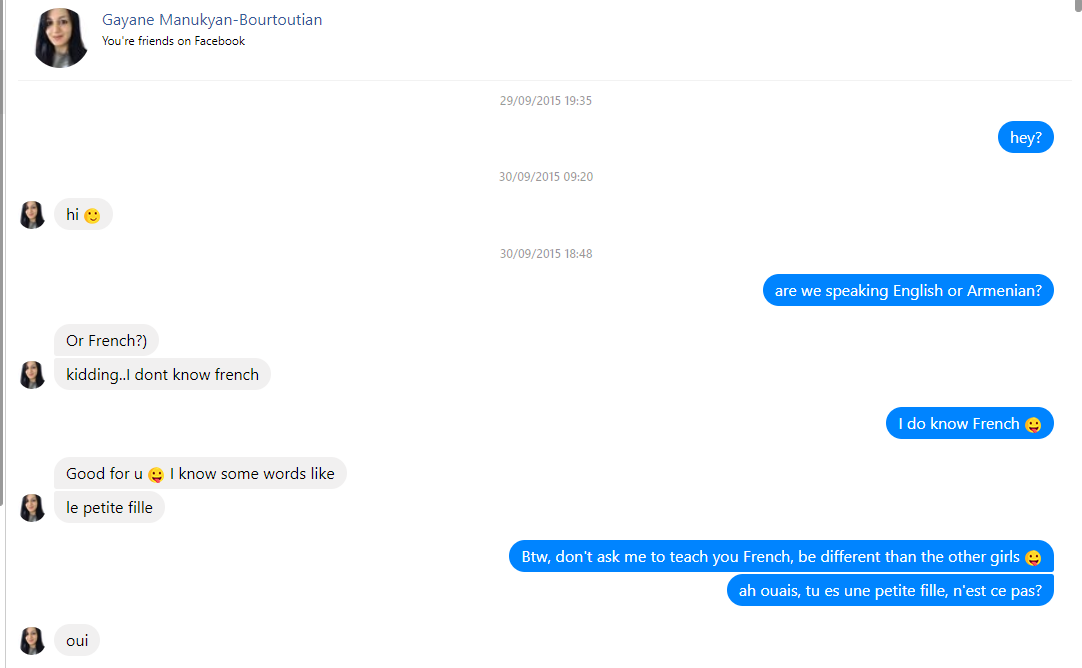 Gayane Manukyan-Bourtoutian
You're friends on Facebook
29/09/2015 19:35
hey?
30/09/2015 09:20
hi 🙂
30/09/2015 18:48
are we speaking English or Armenian?
Or French?)
kidding..I dont know french
I do know French 😜
Good for u 😛 I know some words like
le petite fille
Btw, don't ask me to teach you French, be different than the other girls 😜
ah ouais, tu es une petite fille, n'est ce pas?
oui